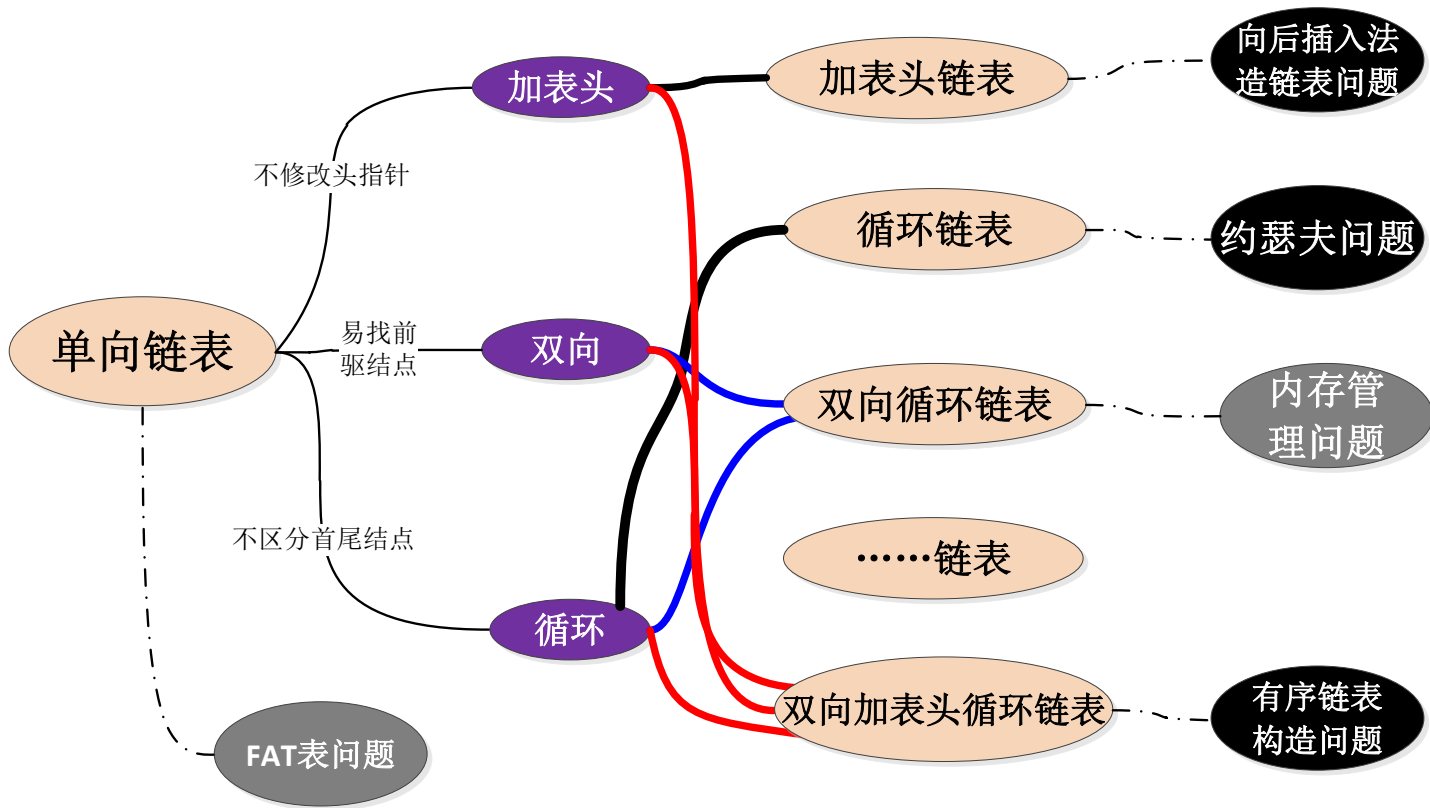 向后插入法
造链表问题
加表头
加表头链表
不修改头指针
循环链表
约瑟夫问题
单向链表
易找前
驱结点
双向
双向循环链表
内存管
理问题
不区分首尾结点
……链表
循环
双向加表头循环链表
有序链表
构造问题
FAT表问题